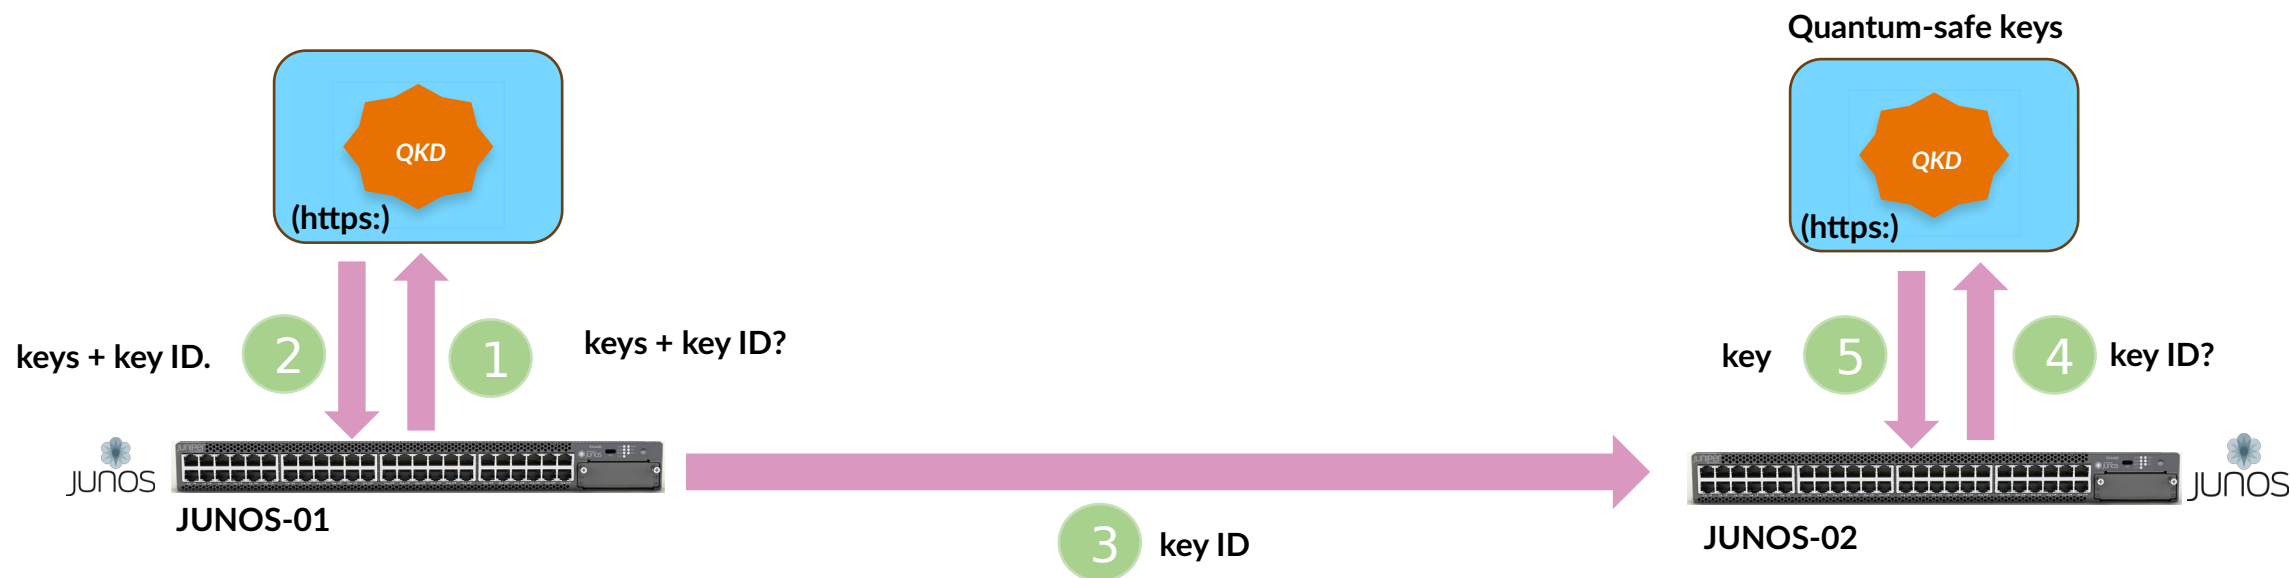 Quantum-safe keys
QKD
(https:)
QKD
(https:)
keys + key ID.
2
1
keys + key ID?
key
5
4
key ID?
JUNOS
JUNOS-01
3
key ID
JUNOS
JUNOS-02